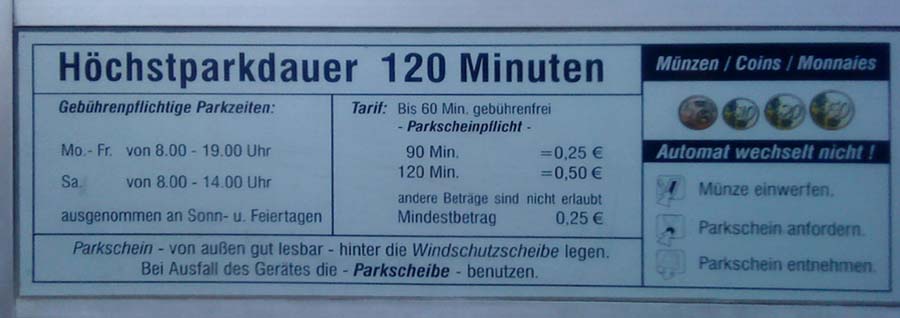 Höchstparkdauer 120 Minuten
Gebührenpflichtige Parkzeiten:
Mo.- Fr. von 8.00 - 19.00 Uhr
Sa. von 8.00 - 14.00 Uhr
ausgenommen an Sonn- u. Feiertagen
Tarif: Bis 60 Min. gebührenfrei
- Parkscheinpflicht -
90 Min. =0,25 €
120 Min. =0,50 €
andere Beträge sind nicht erlaubt
Mindestbetrag 0,25 €
Parkschein - von außen gut lesbar - hinter die Windschutzscheibe legen.
Bei Ausfall des Gerätes die - Parkscheibe - benutzen.
Münzen / Coins / Monnaies
Automat wechselt nicht !
Münze einwerfen.
Parkschein anfordern.
Parkschein entnehmen.